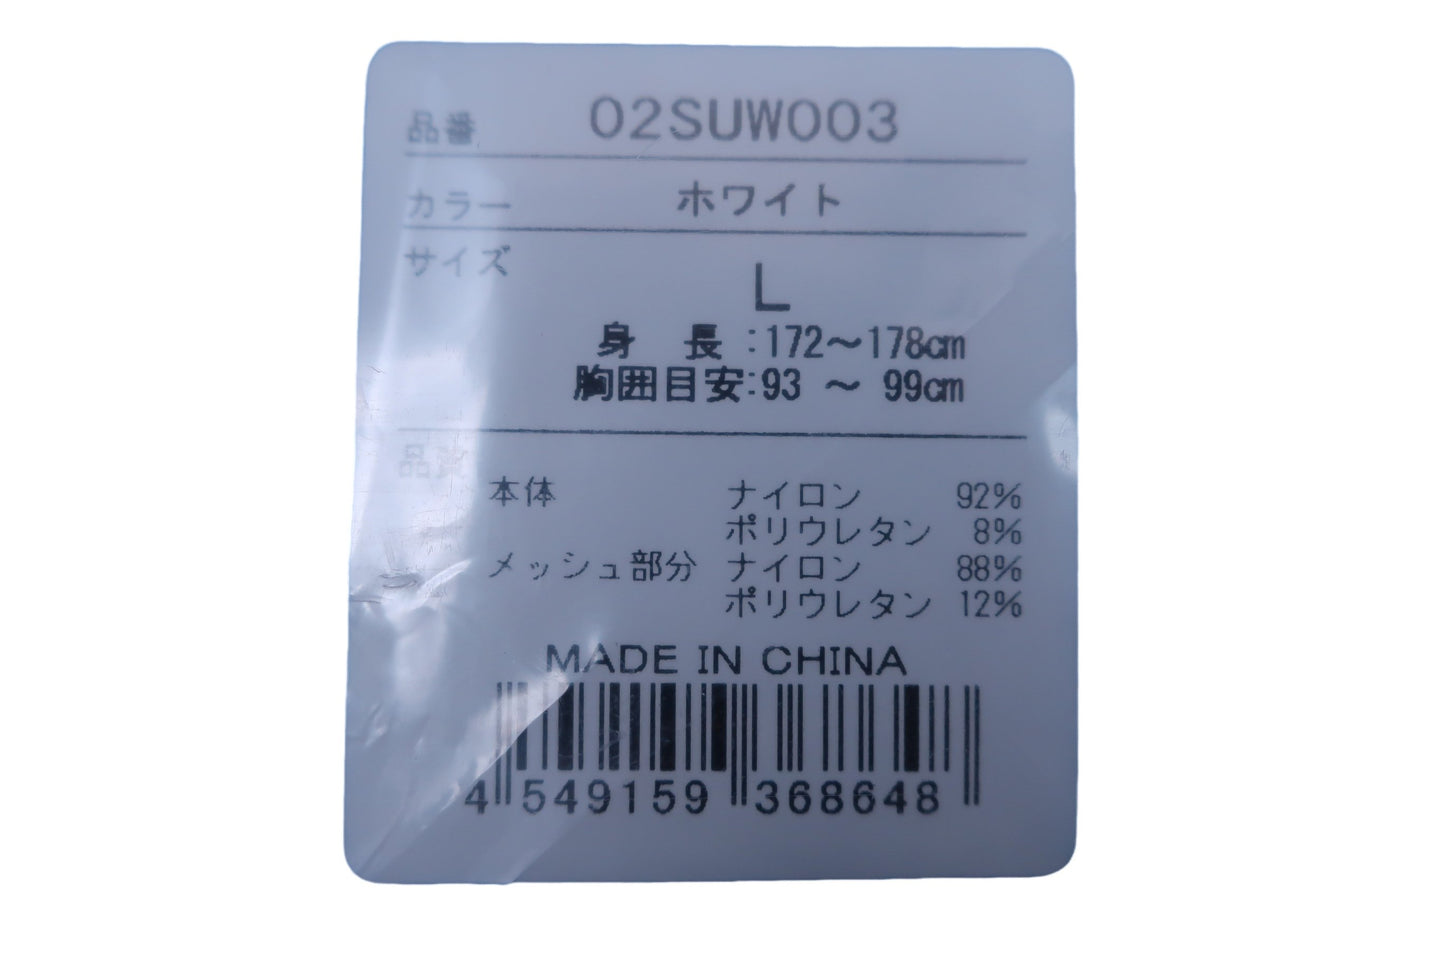 品番 02SUW003
カラー ホワイト
サイズ L
身 長:172～178cm
胸囲目安:93 ～ 99cm
品質
本体 ナイロン 92%
ポリウレタン 8%
メッシュ部分 ナイロン 88%
ポリウレタン 12%
MADE IN CHINA
4 549159 368648